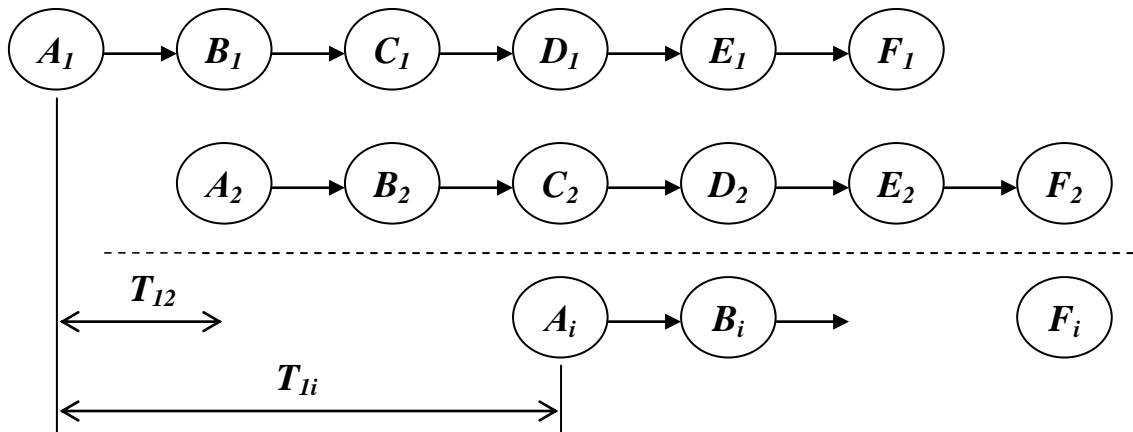 A₁ B₁ C₁ D₁ E₁ F₁
A₂ B₂ C₂ D₂ E₂ F₂
T₁₂
Aᵢ Bᵢ Fᵢ
T₁ᵢ